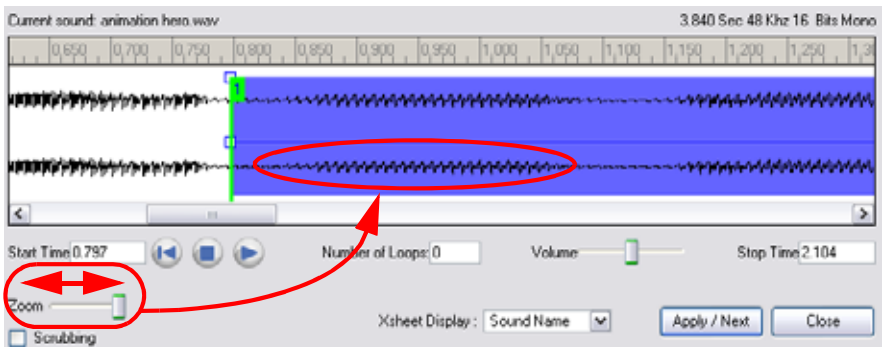 Current sound: animation hero.wav 3.840 Sec 48 Khz 16 Bits Mono
0,650 0,700 0,750 0,800 0,850 0,900 0,950 1,000 1,050 1,100 1,150 1,200 1,250 1,3
1
Start Time 0.797 Number of Loops: 0 Volume Stop Time 2.104
Zoom
Xsheet Display : Sound Name Apply / Next Close
Scrubbing